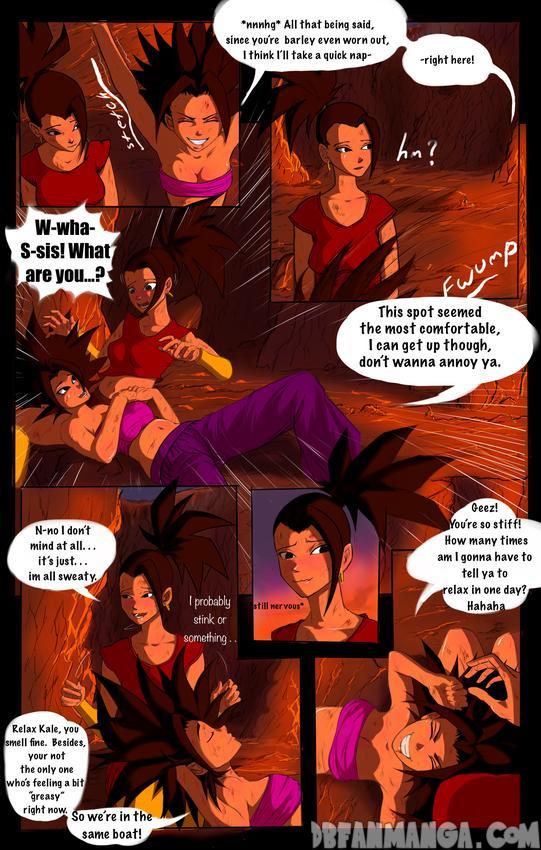 *nnnhg* All that being said,
since you're barley even worn out,
I think I'll take a quick nap-
-right here!
stretch
hn?
W-wha-
S-sis! What
are you...?
Fwump
This spot seemed
the most comfortable,
I can get up though,
don't wanna annoy ya.
N-no I don't
mind at all. . .
it's just. . .
im all sweaty.
I probably
stink or
something . .
still nervous*
Geez!
You're so stiff!
How many times
am I gonna have to
tell ya to
relax in one day?
Hahaha
Relax Kale, you
smell fine. Besides,
your not
the only one
who's feeling a bit
"greasy"
right now.
So we're in the
same boat!
DBFANMANGA.COM